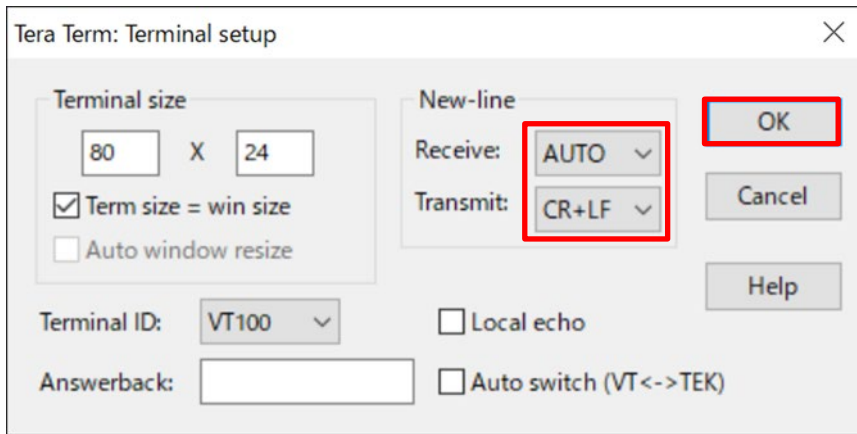 Tera Term: Terminal setup
Terminal size
80 X 24
Term size = win size
Auto window resize
New-line
Receive: AUTO
Transmit: CR+LF
OK
Cancel
Help
Terminal ID: VT100
Local echo
Answerback:
Auto switch (VT<->TEK)